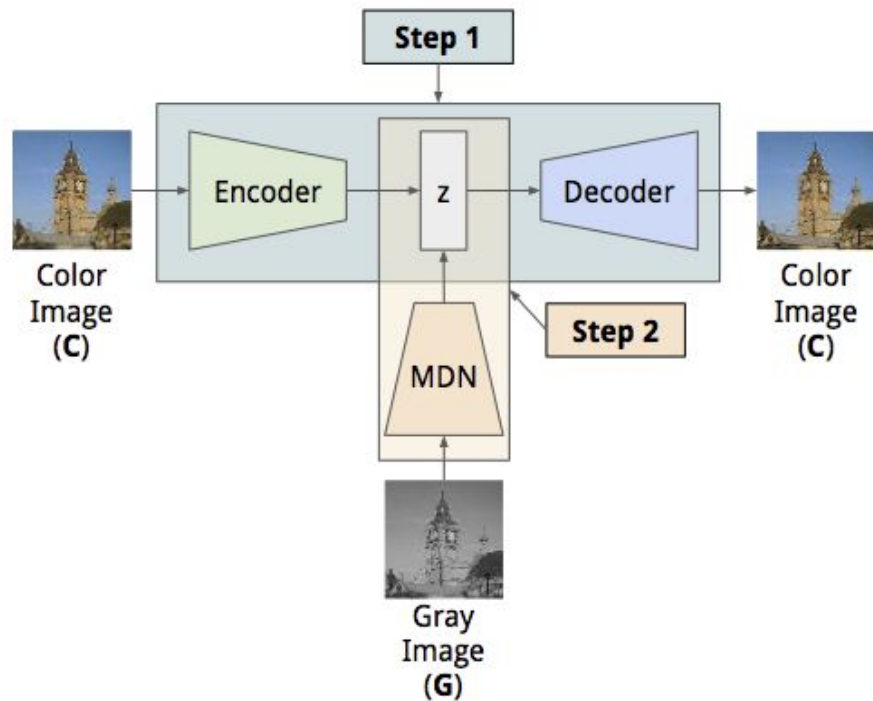 Step 1
Encoder
z
Decoder
Color
Image
(C)
Color
Image
(C)
Step 2
MDN
Gray
Image
(G)